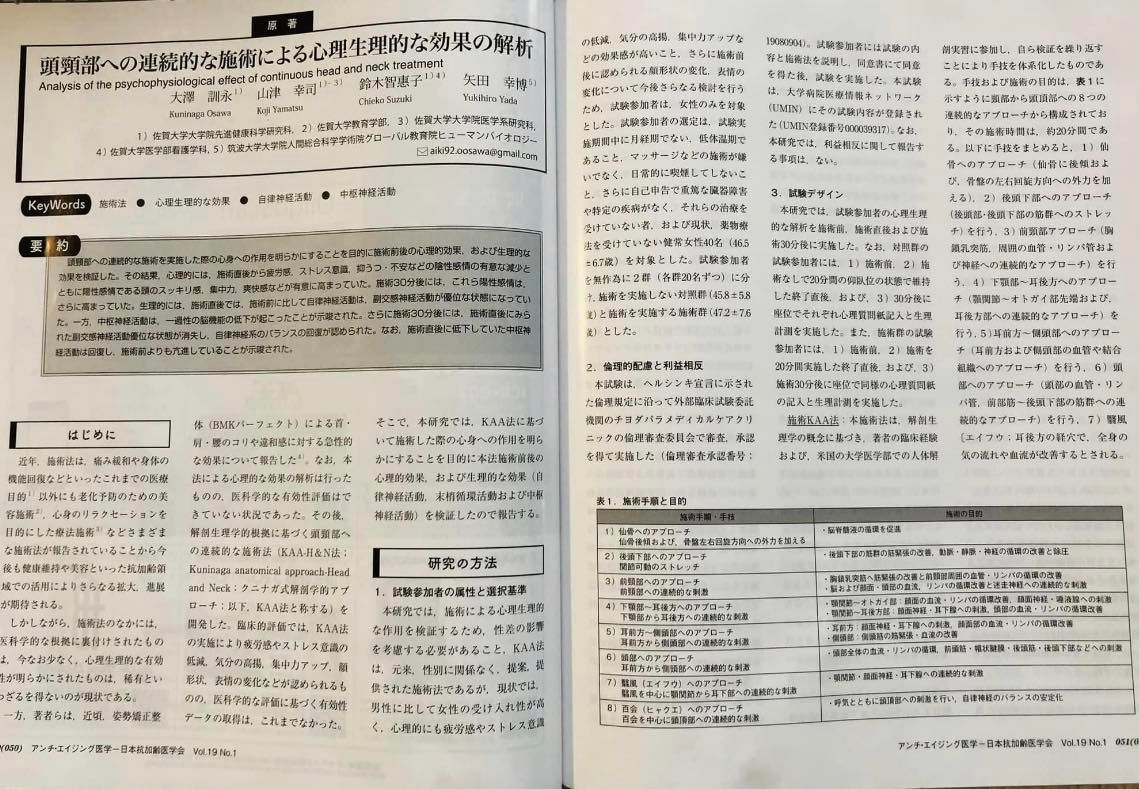 原著
頭頸部への連続的な施術による心理生理的な効果の解析
Analysis of the psychophysiological effect of continuous head and neck treatment
大澤 訓永1) 山津 幸司1)~3) 鈴木智惠子1)4) 矢田 幸博5)
Kuninaga Osawa Koji Yamatsu Chieko Suzuki Yukihiro Yada
1）佐賀大学大学院先進健康科学研究科，2）佐賀大学教育学部，3）佐賀大学大学院医学系研究科，
4）佐賀大学医学部看護学科，5）筑波大学大学院人間総合科学学術院グローバル教育院ヒューマンバイオロジー
aiki92.oosawa@gmail.com
KeyWords 施術法 ● 心理生理的な効果 ● 自律神経活動 ● 中枢神経活動
要約
頭頸部への連続的な施術を実施した際の心身への作用を明らかにすることを目的に施術前後の心理的効果，および生理的な
効果を検証した。その結果，心理的には，施術直後から疲労感，ストレス意識，抑うつ・不安などの陰性感情の有意な減少と
ともに陽性感情である頭のスッキリ感，集中力，爽快感などが有意に高まっていた。施術30分後には，これら陽性感情は，
さらに高まっていた。生理的には，施術直後では，施術前に比して自律神経活動は，副交感神経活動が優位な状態になってい
た。一方，中枢神経活動は，一過性の脳機能の低下が起こったことが示唆された。さらに施術30分後には，施術直後にみら
れた副交感神経活動優位な状態が消失し，自律神経系のバランスの回復が認められた。なお，施術直後に低下していた中枢神
経活動は回復し，施術前よりも亢進していることが示唆された。
はじめに
近年，施術法は，痛み緩和や身体の
機能回復などといったこれまでの医療
目的1）以外にも老化予防のための美
容施術2），心身のリラクセーションを
目的にした療法施術3）などさまざま
な施術法が報告されていることから今
後も健康維持や美容といった抗加齢領
域での活用によりさらなる拡大，進展
が期待される。
しかしながら，施術法のなかには，
医科学的な根拠に裏付けされたもの
は，今なお少なく，心理生理的な有効
性が明らかにされたものは，稀有とい
わざるを得ないのが現状である。
一方，著者らは，近頃，姿勢矯正整
体（BMKパーフェクト）による首・
肩・腰のコリや違和感に対する急性的
な効果について報告した4）。なお，本
法による心理的な効果の解析は行った
ものの，医科学的な有効性評価はで
きていない状況であった。その後，
解剖生理学的根拠に基づく頭頸部へ
の連続的な施術法（KAA-H&N法；
Kuninaga anatomical approach-Head
and Neck；クニナガ式解剖学的アプ
ローチ；以下，KAA法と称する）を
開発した。臨床的評価では，KAA法
の実施により疲労感やストレス意識の
低減，気分の高揚，集中力アップ，顔
形状，表情の変化などが認められるも
のの，医科学的な評価に基づく有効性
データの取得は，これまでなかった。
そこで，本研究では，KAA法に基づ
いて施術した際の心身への作用を明ら
かにすることを目的に本法施術前後の
心理的効果，および生理的な効果（自
律神経活動，末梢循環活動および中枢
神経活動）を検証したので報告する。
研究の方法
1．試験参加者の属性と選択基準
本研究では，施術による心理生理的
な作用を検証するため，性差の影響
を考慮する必要があること，KAA法
は，元来，性別に関係なく，提案，提
供された施術法であるが，現状では，
男性に比して女性の受け入れ性が高
く，心理的にも疲労感やストレス意識
(050) アンチ・エイジング医学−日本抗加齢医学会 Vol.19 No.1
の低減，気分の高揚，集中力アップな
どの効果感が高いこと，さらに施術前
後に認められる顔形状の変化，表情の
変化について今後さらなる検討を行う
ため，試験参加者は，女性のみを対象
とした。試験参加者の選定は，試験実
施期間中に月経期でない，低体温期で
あること，マッサージなどの施術が嫌
いでなく，日常的に喫煙してしないこ
と，さらに自己申告で重篤な臓器障害
や特定の疾病がなく，それらの治療を
受けていない者，および現状，薬物療
法を受けていない健常女性40名（46.5
±6.7歳）を対象とした。試験参加者
を無作為に2群（各群20名ずつ）に分
け，施術を実施しない対照群（45.8±5.8
歳）と施術を実施する施術群（47.2±7.6
歳）とした。
2．倫理的配慮と利益相反
本試験は，ヘルシンキ宣言に示され
た倫理規定に沿って外部臨床試験委託
機関のチヨダパラメディカルケアクリ
ニックの倫理審査委員会で審査，承認
を得て実施した（倫理審査承認番号：
19080904）。試験参加者には試験の内
容と施術法を説明し，同意書にて同意
を得た後，試験を実施した。本試験
は，大学病院医療情報ネットワーク
（UMIN）にその試験内容が登録され
た（UMIN登録番号000039317）。なお，
本研究では，利益相反に関して報告す
る事項は，ない。
3．試験デザイン
本研究では，試験参加者の心理生理
的な解析を施術前，施術直後および施
術30分後に実施した。なお，対照群の
試験参加者には，1）施術前，2）施
術なしで20分間の仰臥位の状態で維持
した終了直後，および，3）30分後に
座位でそれぞれ心理質問紙記入と生理
計測を実施した。また，施術群の試験
参加者には，1）施術前，2）施術を
20分間実施した終了直後，および，3）
施術30分後に座位で同様の心理質問紙
の記入と生理計測を実施した。
施術KAA法：本施術法は，解剖生
理学の概念に基づき，著者の臨床経験
および，米国の大学医学部での人体解
剖実習に参加し，自ら検証を繰り返す
ことにより手技を体系化したものであ
る。手技および施術の目的は，表1に
示すように頸部から頭頂部への8つの
連続的なアプローチから構成されてお
り，その施術時間は，約20分間であ
る。以下に手技をまとめると，1）仙
骨へのアプローチ（仙骨に後傾およ
び，骨盤の左右回旋方向への外力を加
える），2）後頭下部へのアプローチ
（後頭部・後頭下部の筋群へのストレッ
チ）を行う，3）前頸部アプローチ（胸
鎖乳突筋，周囲の血管・リンパ管およ
び神経への連続的なアプローチ）を行
う，4）下顎部〜耳後方へのアプロー
チ（顎関節〜オトガイ部先端および，
耳後方部への連続的なアプローチ）を
行う，5）耳前方〜側頭部へのアプロー
チ（耳前方および側頭部の血管や結合
組織へのアプローチ）を行う，6）頭
部へのアプローチ（頭部の血管・リン
パ管，前頭筋〜後頭下部の筋群への連
続的なアプローチ）を行う，7）翳風
〔エイフウ；耳後方の経穴で，全身の
気の流れや血流が改善するとされる。
表1．施術手順と目的
施術手順・手技 施術の目的
1）仙骨へのアプローチ ・脳脊髄液の循環を促進
仙骨後傾および，骨盤左右回旋方向への外力を加える
2）後頭下部へのアプローチ ・後頭下部の筋群の筋緊張の改善，動脈・静脈・神経の循環の改善と除圧
関節可動のストレッチ
3）前頸部へのアプローチ ・胸鎖乳突筋へ筋緊張の改善と前頸部周囲の血管・リンパの循環の改善
前頸部への連続的な刺激 ・脳および顔面・頭部の血流，リンパの循環改善と迷走神経への連続的な刺激
4）下顎部〜耳後方へのアプローチ ・顎関節〜オトガイ部：顔面の血流・リンパの循環改善，顔面神経・唾液腺への刺激
下顎部から耳後方への連続的な刺激 ・顎関節〜耳後方部：顔面神経・耳下腺への刺激，頭部の血流・リンパの循環改善
5）耳前方〜側頭部へのアプローチ ・耳前方：顔面神経・耳下腺への刺激，顔面部の血流・リンパの循環改善
耳前方から側頭部への連続的な刺激 ・側頭部：側頭筋の筋緊張・血流の改善
6）頭部へのアプローチ ・頭部全体の血流・リンパの循環，前頭筋・帽状腱膜・後頭筋・後頭下部などへの刺激
耳前方から側頭部への連続的な刺激
7）翳風（エイフウ）へのアプローチ ・顎関節・顔面神経・耳下腺への連続的な刺激
翳風を中心に顎関節から耳下部への連続的な刺激
8）百会（ヒャクエ）へのアプローチ ・呼気とともに頭頂部への刺激を行い，自律神経のバランスの安定化
百会を中心に頭頂部への連続的な刺激
アンチ・エイジング医学−日本抗加齢医学会 Vol.19 No.1 051(0